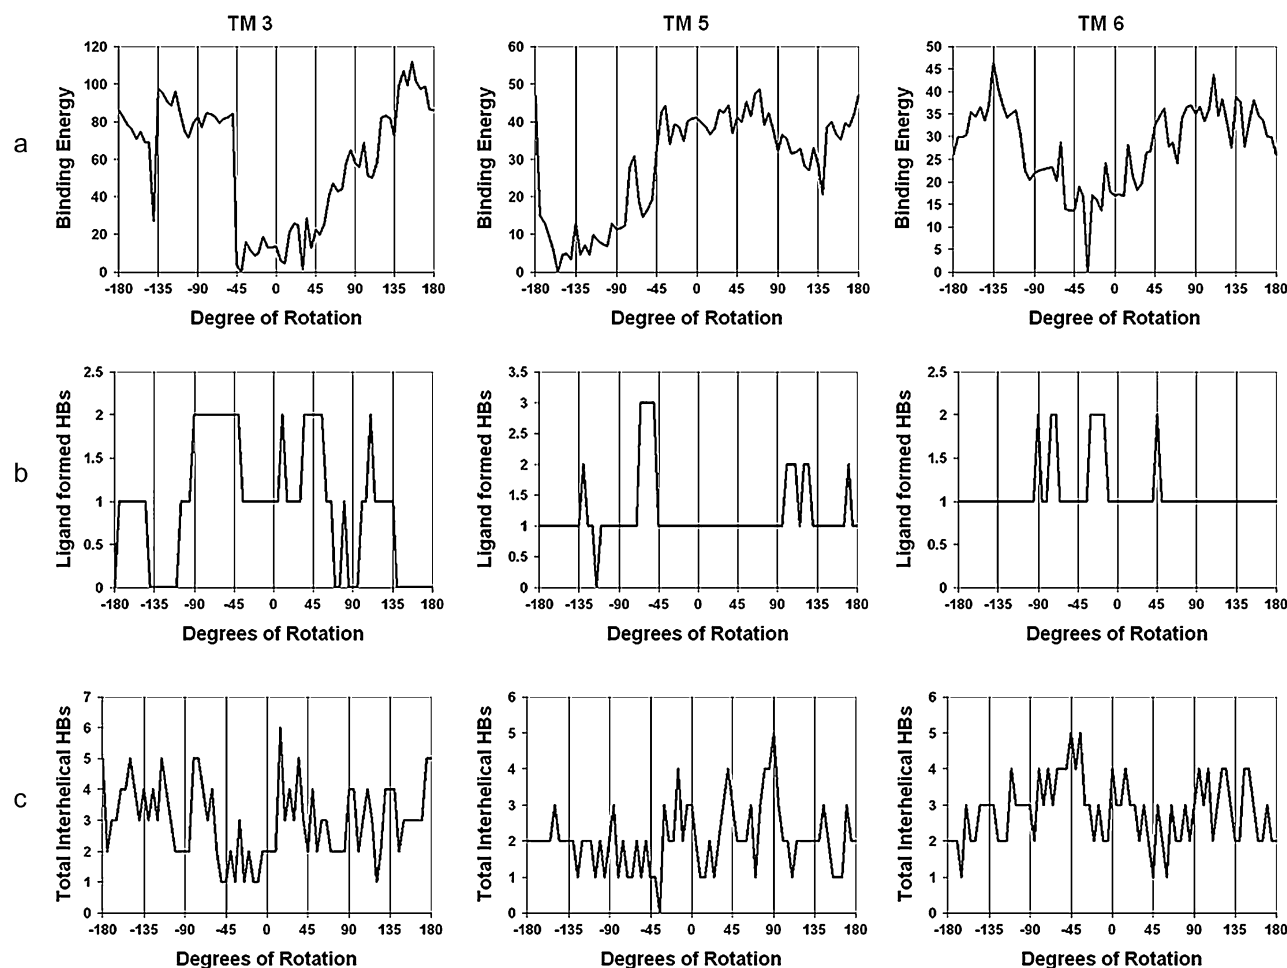 TM 3 TM 5 TM 6
a
Binding Energy
120
100
80
60
40
20
0
-180 -135 -90 -45 0 45 90 135 180
Degree of Rotation
Binding Energy
60
50
40
30
20
10
0
-180 -135 -90 -45 0 45 90 135 180
Degree of Rotation
Binding Energy
50
45
40
35
30
25
20
15
10
5
0
-180 -135 -90 -45 0 45 90 135 180
Degree of Rotation
b
Ligand formed HBs
2.5
2
1.5
1
0.5
0
-180 -135 -90 -45 0 45 90 135 180
Degrees of Rotation
Ligand formed HBs
3.5
3
2.5
2
1.5
1
0.5
0
-180 -135 -90 -45 0 45 90 135 180
Degrees of Rotation
Ligand formed HBs
2.5
2
1.5
1
0.5
0
-180 -135 -90 -45 0 45 90 135 180
Degrees of Rotation
c
Total Interhelical HBs
7
6
5
4
3
2
1
0
-180 -135 -90 -45 0 45 90 135 180
Degrees of Rotation
Total Interhelical HBs
6
5
4
3
2
1
0
-180 -135 -90 -45 0 45 90 135 180
Degrees of Rotation
Total Interhelical HBs
6
5
4
3
2
1
0
-180 -135 -90 -45 0 45 90 135 180
Degrees of Rotation